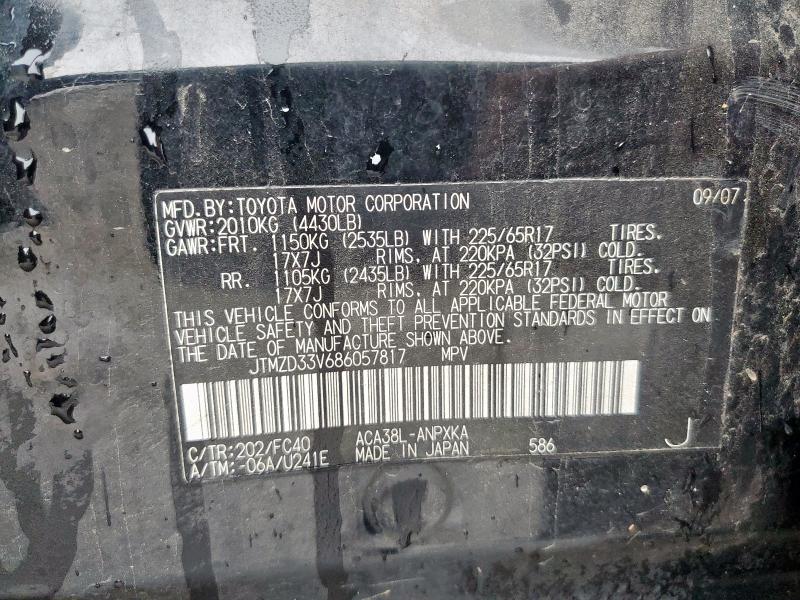 MFD. BY: TOYOTA MOTOR CORPORATION 09/07
GVWR: 2010KG (4430LB)
GAWR: FRT. 1150KG (2535LB) WITH 225/65R17 TIRES.
17X7J RIMS, AT 220KPA (32PSI) COLD.
RR. 1105KG (2435LB) WITH 225/65R17 TIRES.
17X7J RIMS, AT 220KPA (32PSI) COLD.
THIS VEHICLE CONFORMS TO ALL APPLICABLE FEDERAL MOTOR
VEHICLE SAFETY AND THEFT PREVENTION STANDARDS IN EFFECT ON
THE DATE OF MANUFACTURE SHOWN ABOVE.
JTMZD33V686057817 MPV
C/TR: 202/FC40 ACA38L-ANPXKA
A/TM: -06A/U241E MADE IN JAPAN 586 J